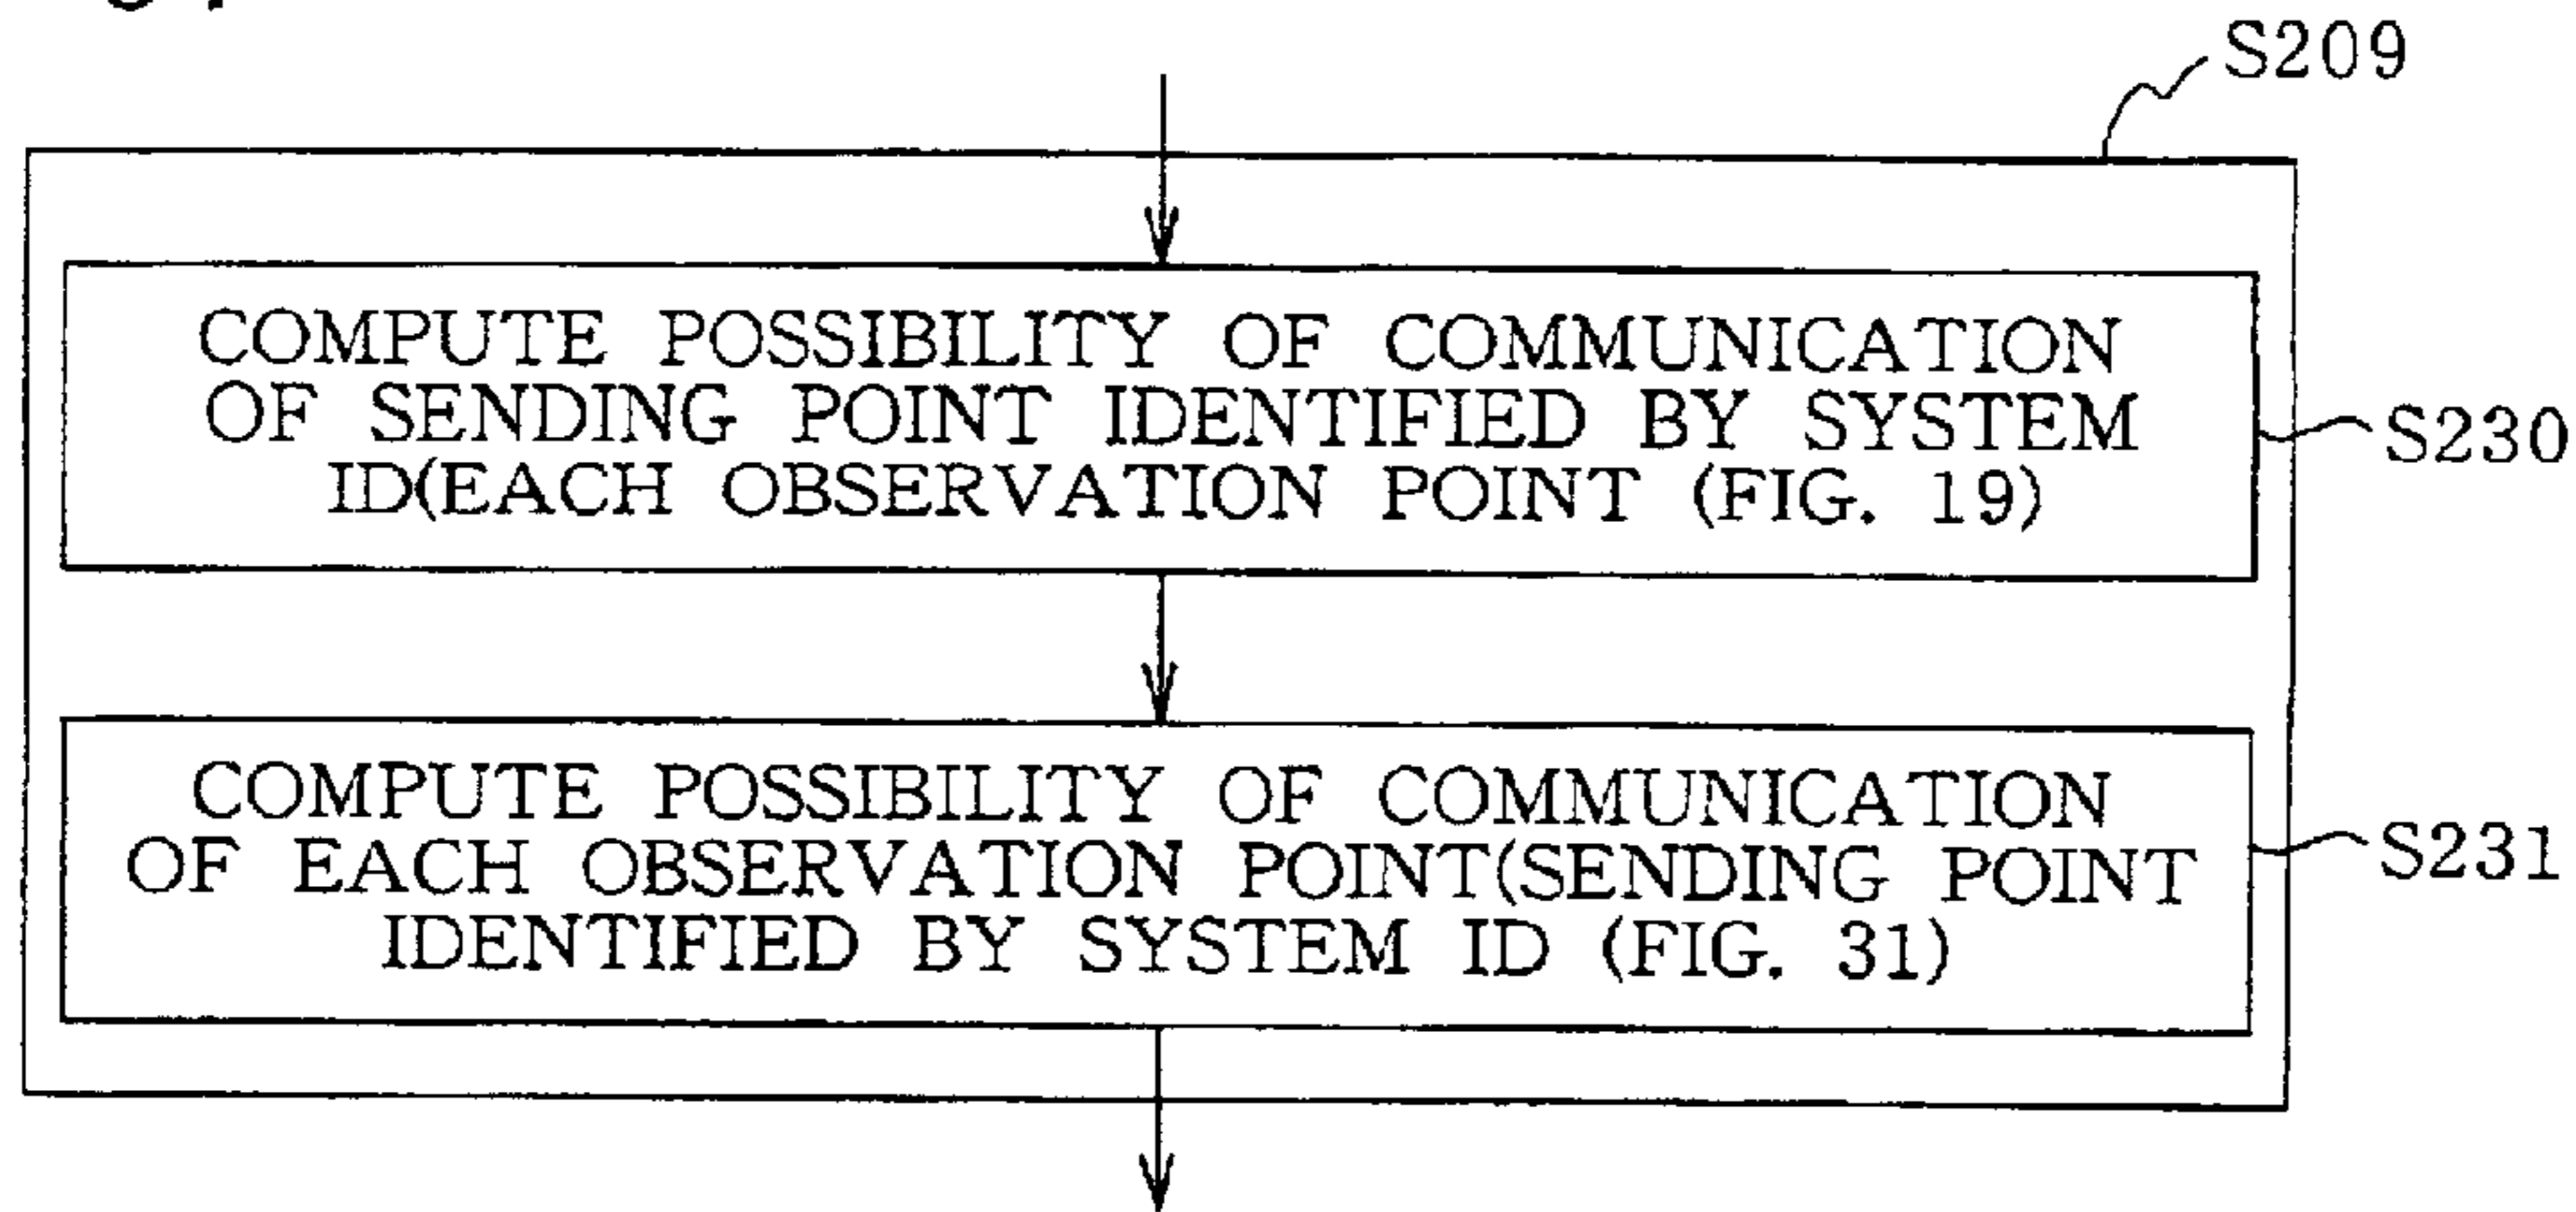 S209
COMPUTE POSSIBILITY OF COMMUNICATION
OF SENDING POINT IDENTIFIED BY SYSTEM
ID(EACH OBSERVATION POINT (FIG. 19)
S230
COMPUTE POSSIBILITY OF COMMUNICATION
OF EACH OBSERVATION POINT(SENDING POINT
IDENTIFIED BY SYSTEM ID (FIG. 31)
S231